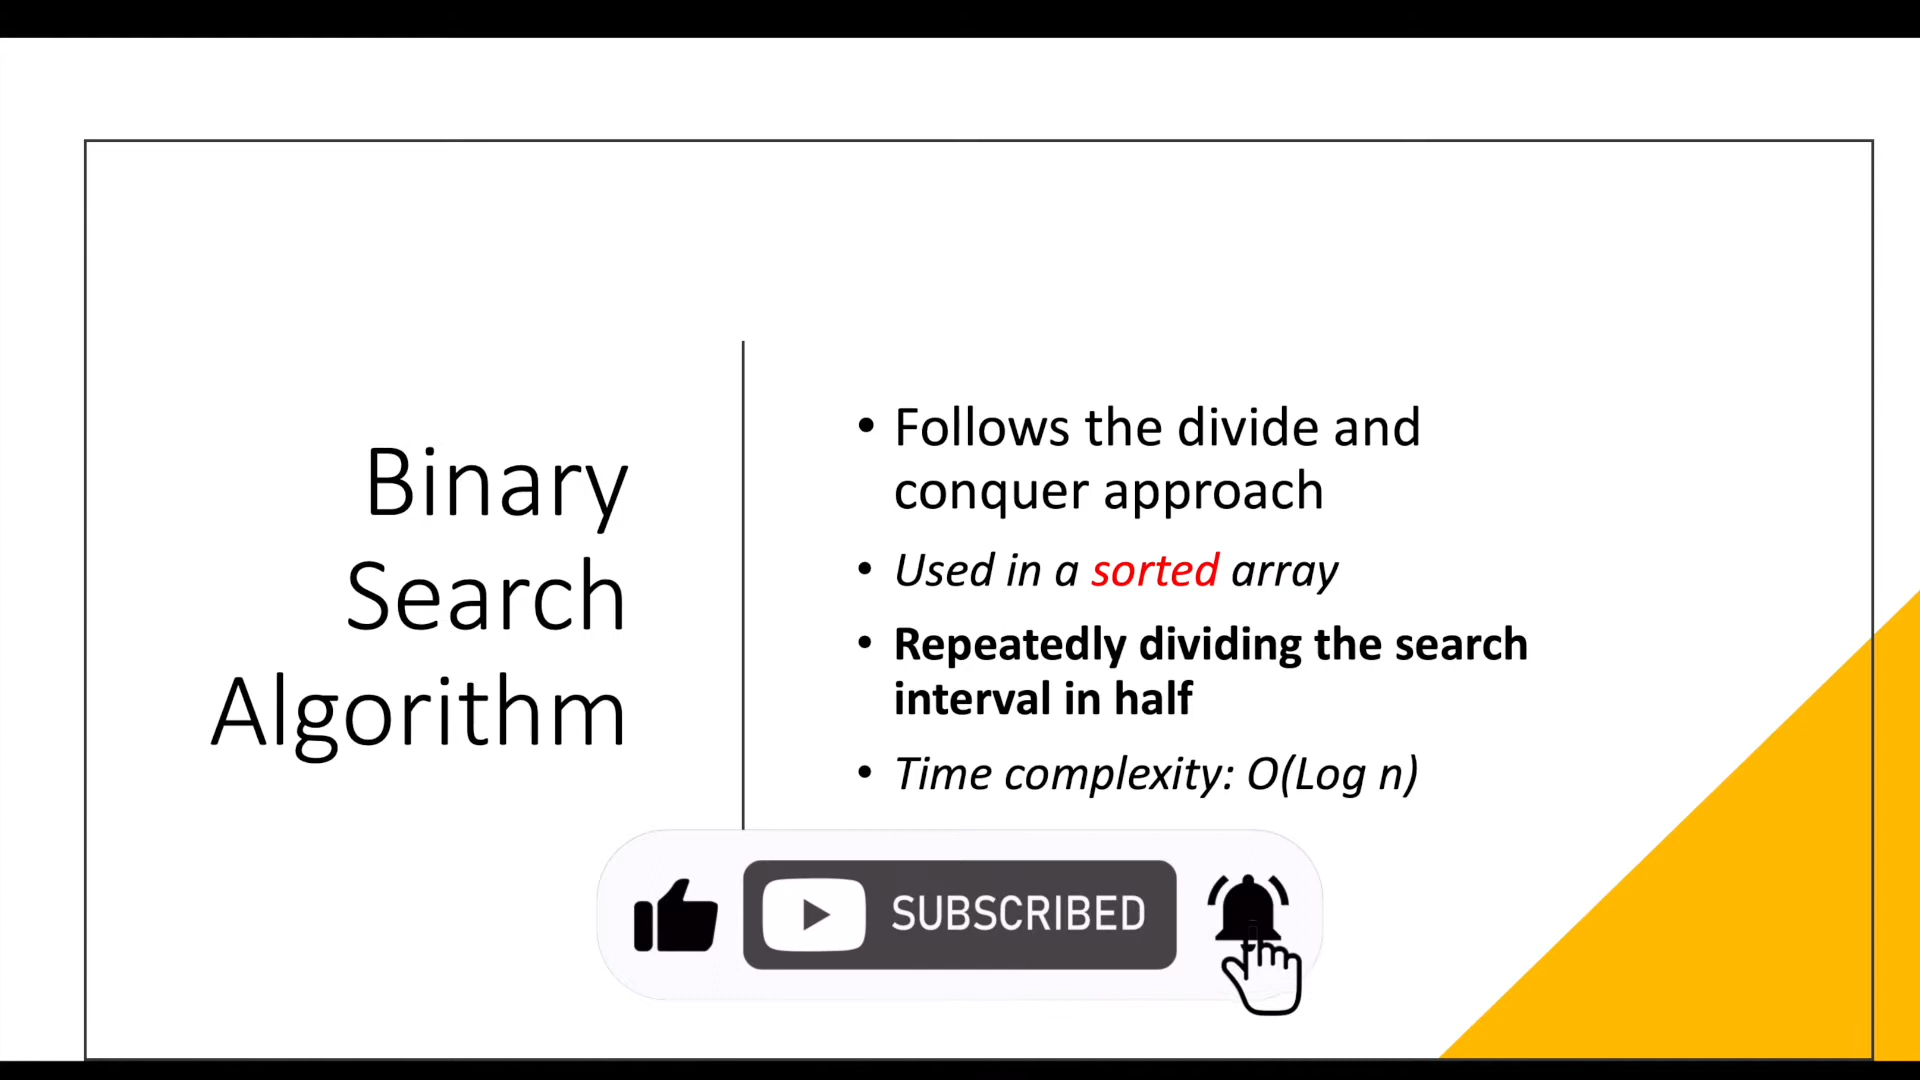 Binary
Search
Algorithm
• Follows the divide and
conquer approach
• Used in a sorted array
• Repeatedly dividing the search
interval in half
• Time complexity: O(Log n)
SUBSCRIBED